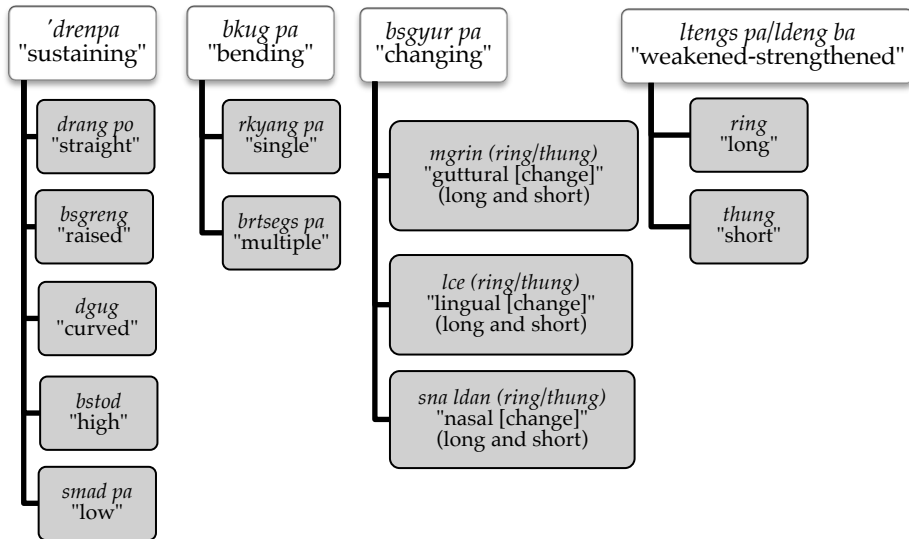 'drenpa
"sustaining"
drang po
"straight"
bsgreng
"raised"
dgug
"curved"
bstod
"high"
smad pa
"low"
bkug pa
"bending"
rkyang pa
"single"
brtsegs pa
"multiple"
bsgyur pa
"changing"
mgrin (ring/thung)
"guttural [change]"
(long and short)
lce (ring/thung)
"lingual [change]"
(long and short)
sna ldan (ring/thung)
"nasal [change]"
(long and short)
ltengs pa/ldeng ba
"weakened-strengthened"
ring
"long"
thung
"short"